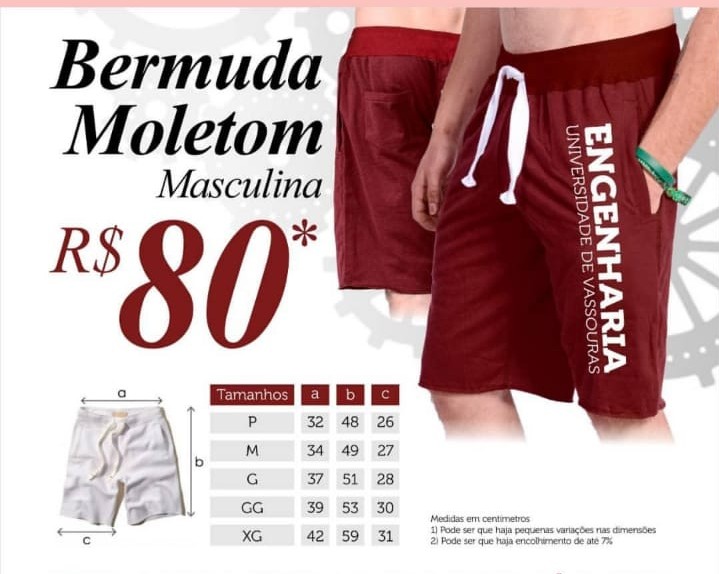 Bermuda
Moletom
Masculina
R$ 80*
ENGENHARIA
UNIVERSIDADE DE VASSOURAS
a
b
c
Tamanhos a b c
P 32 48 26
M 34 49 27
G 37 51 28
GG 39 53 30
XG 42 59 31
Medidas em centímetros
1) Pode ser que haja pequenas variações nas dimensões
2) Pode ser que haja encolhimento de até 7%